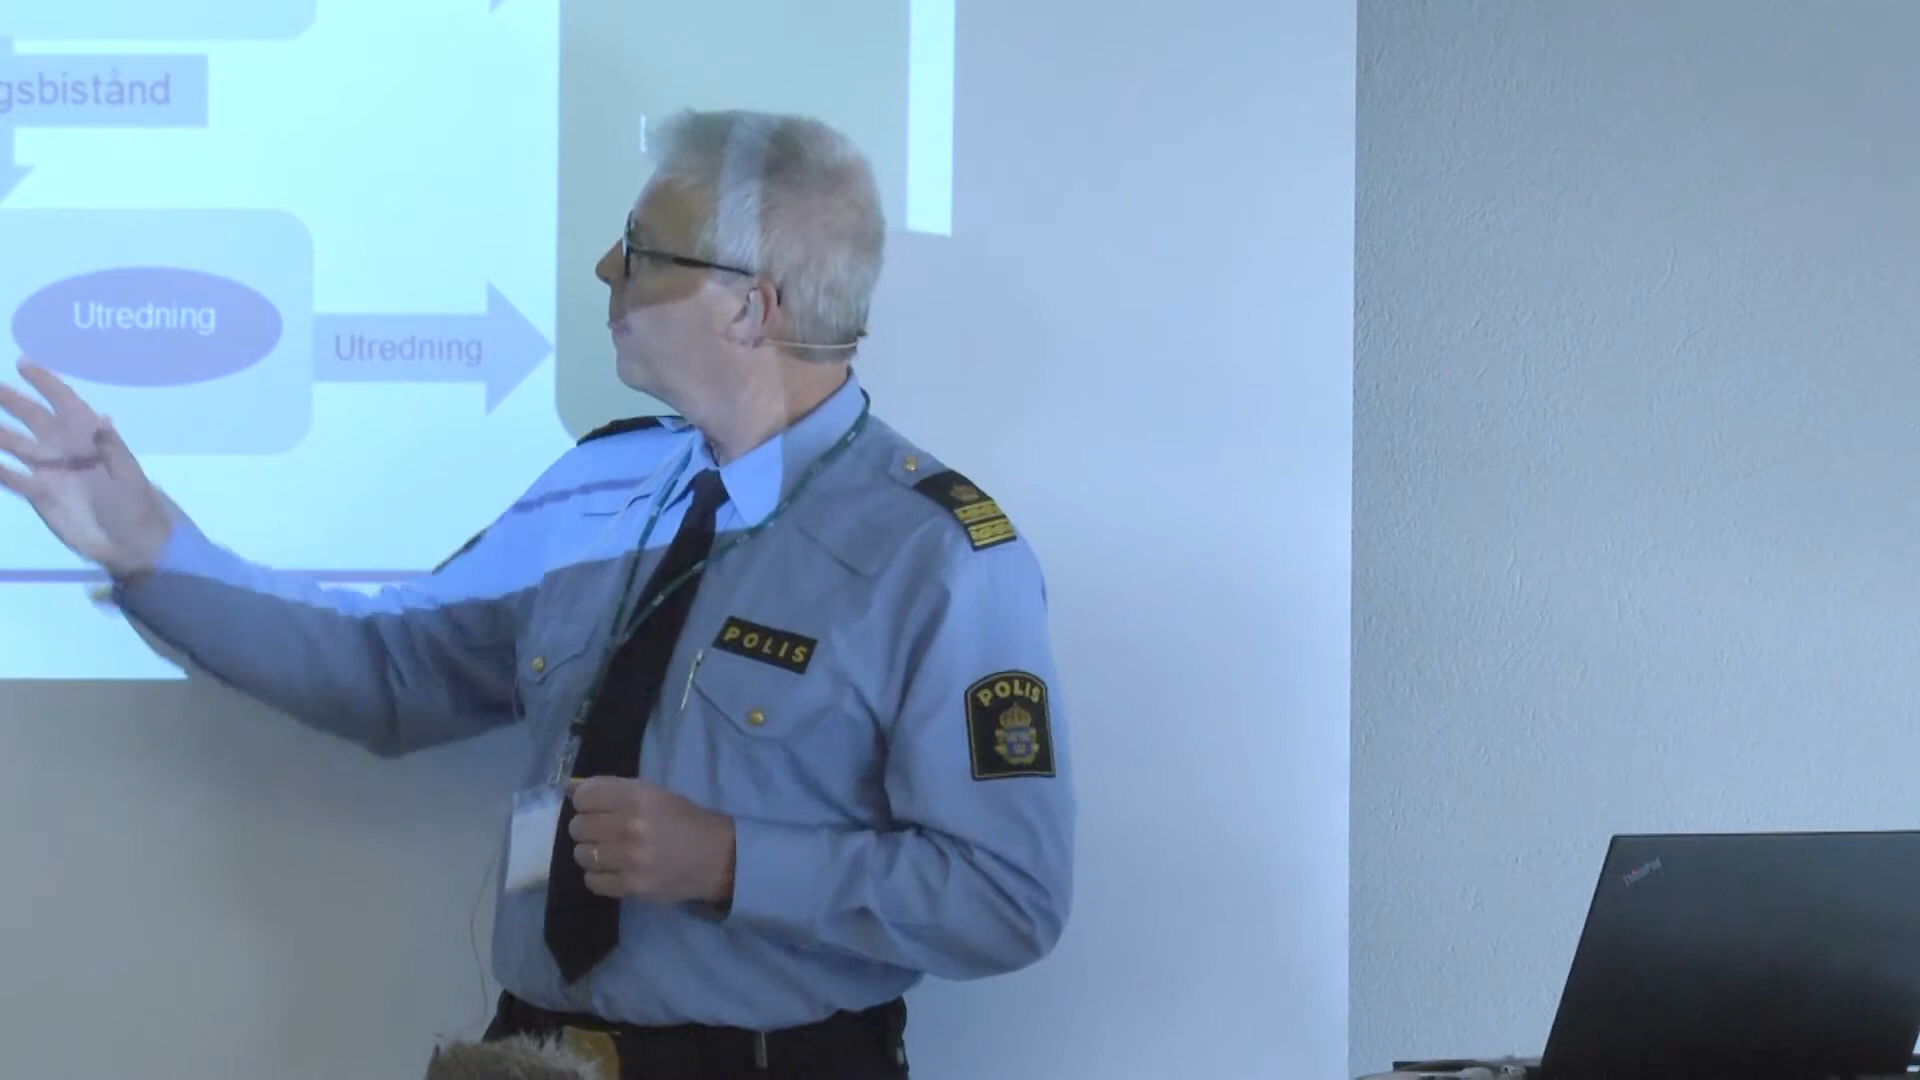 gsbistånd
Utredning
Utredning
POLIS
POLIS
ThinkPad